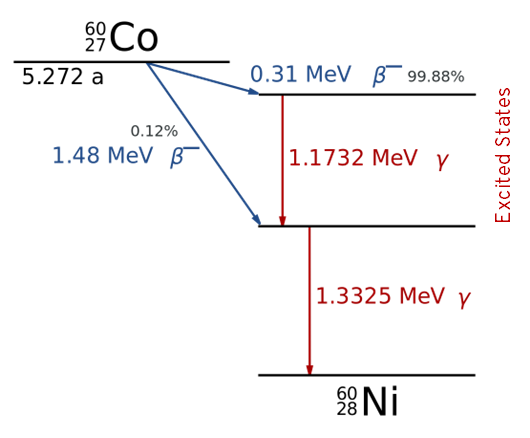 60
27Co
5.272 a
0.31 MeV β− 99.88%
0.12%
1.48 MeV β−
1.1732 MeV γ
1.3325 MeV γ
60
28Ni
Excited States